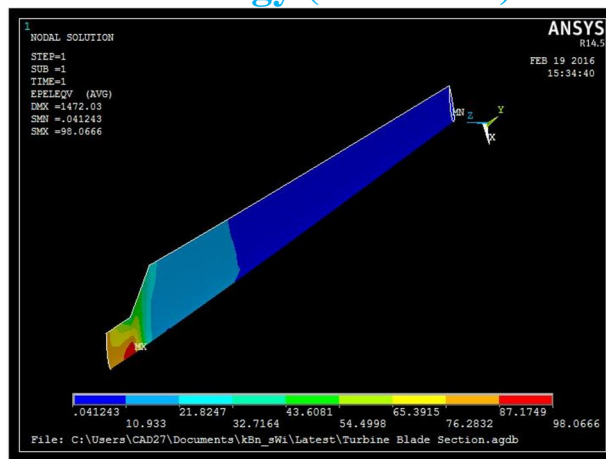 1
NODAL SOLUTION
STEP=1
SUB =1
TIME=1
EPELEQV (AVG)
DMX =1472.03
SMN =.041243
SMX =98.0666
ANSYS
R14.5
FEB 19 2016
15:34:40
MN
Z
Y
X
MX
.041243 21.8247 43.6081 65.3915 87.1749
10.933 32.7164 54.4998 76.2832 98.0666
File: C:\Users\CAD27\Documents\kBn_sWi\Latest\Turbine Blade Section.agdb